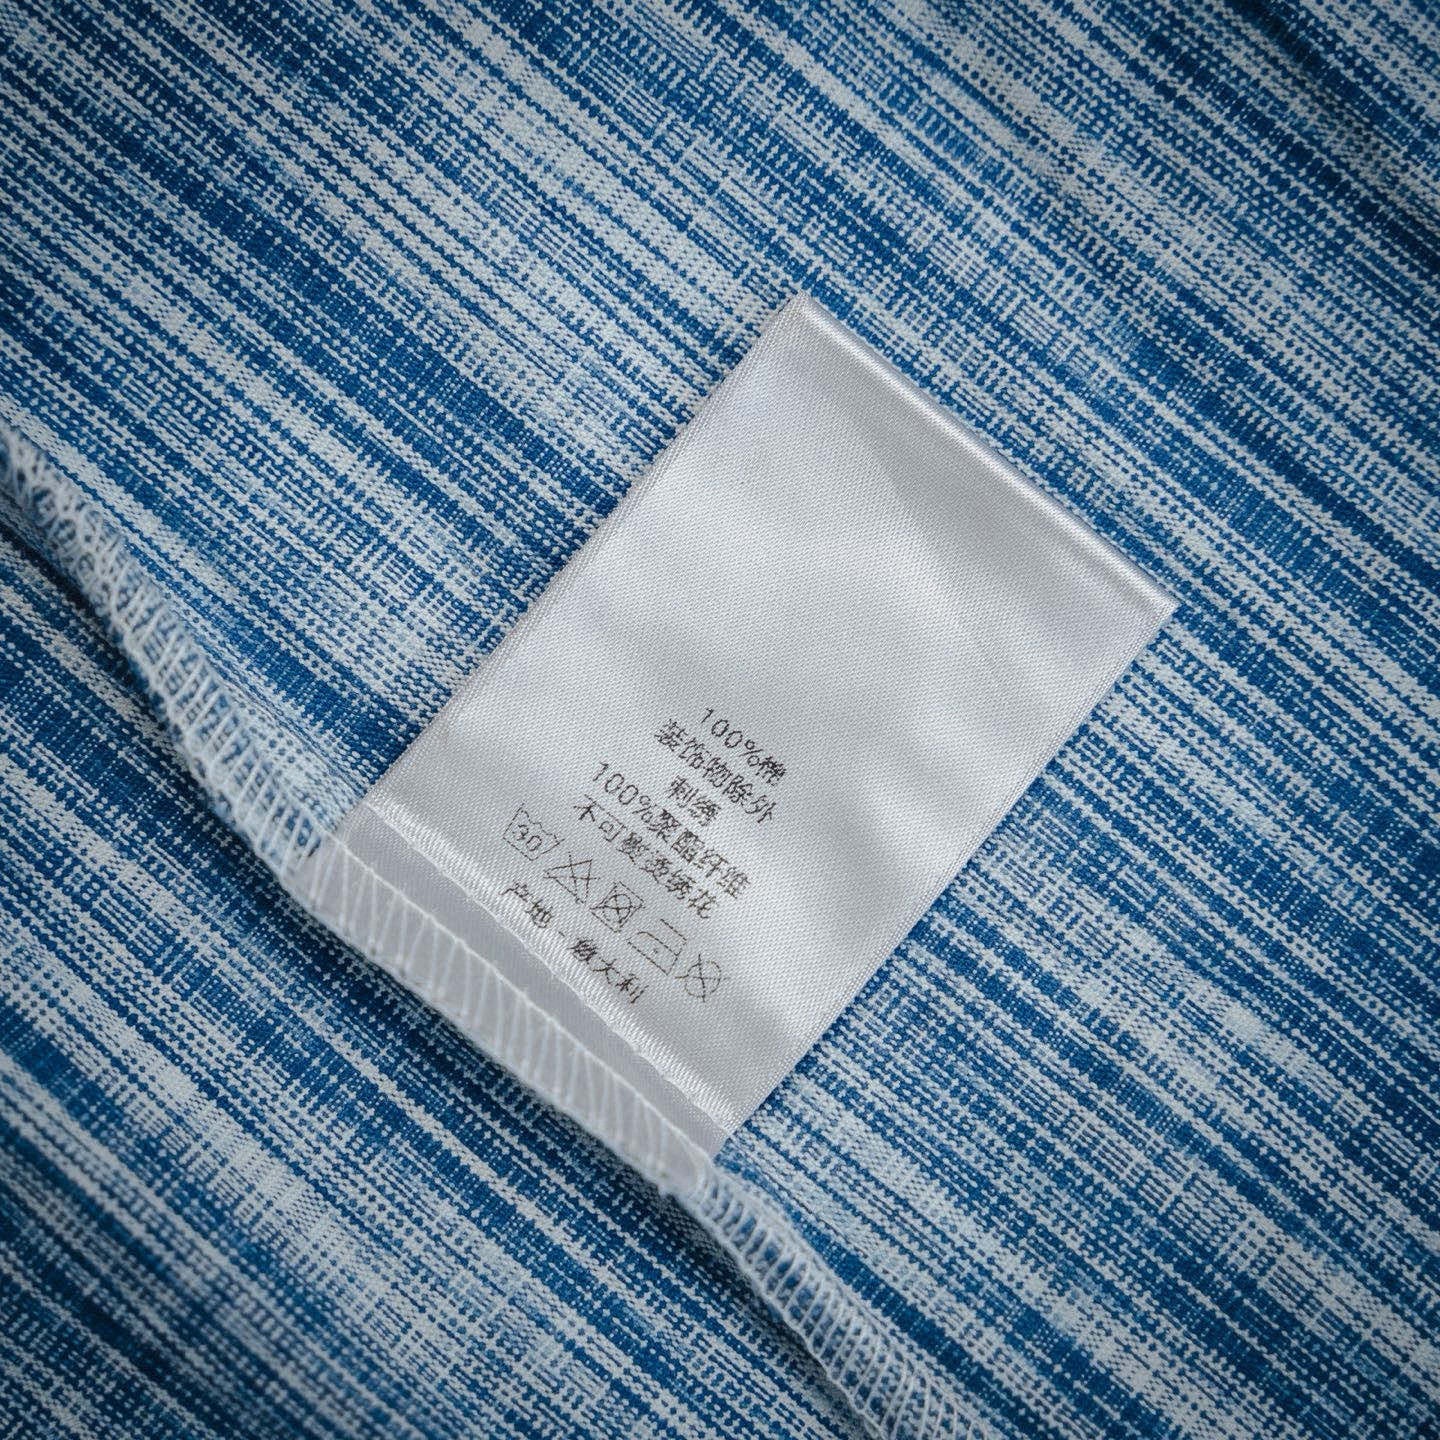 100%棉
装饰物除外
刺绣
100%聚酯纤维
不可熨烫绣花
30
产地 - 意大利